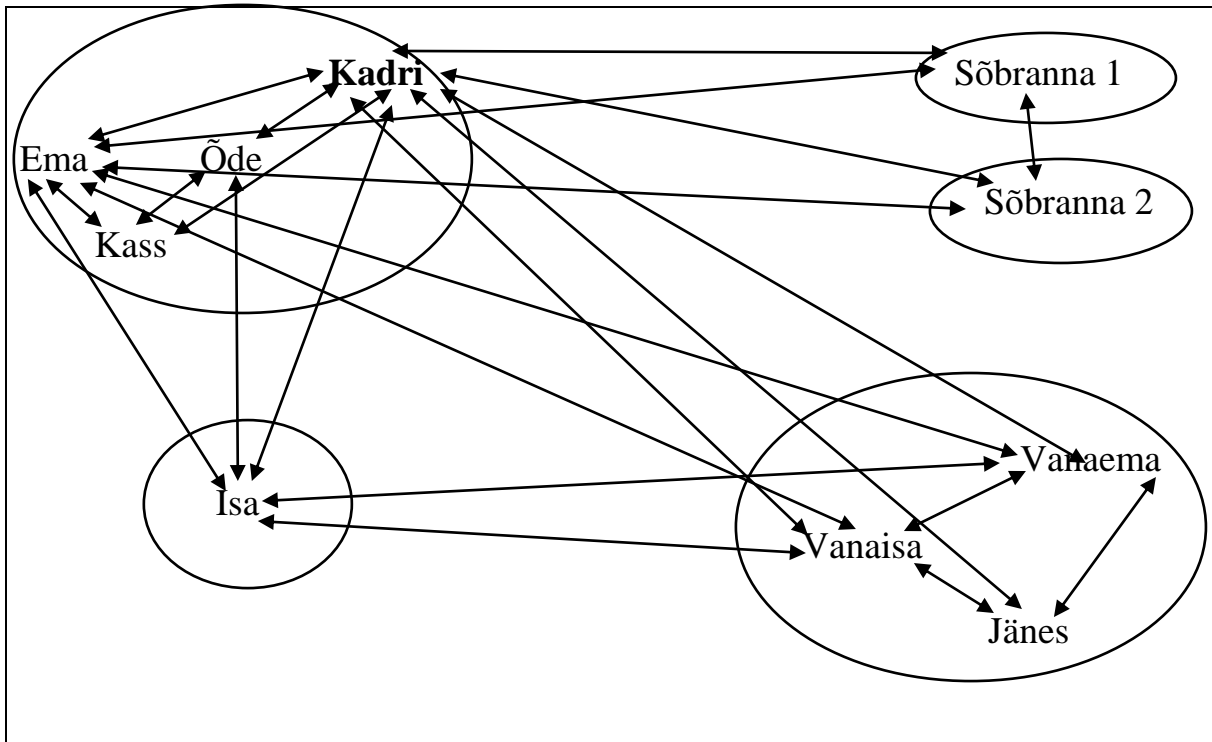 Kadri
Sõbranna 1
Ema
Õde
Sõbranna 2
Kass
Isa
Vanaema
Vanaisa
Jänes